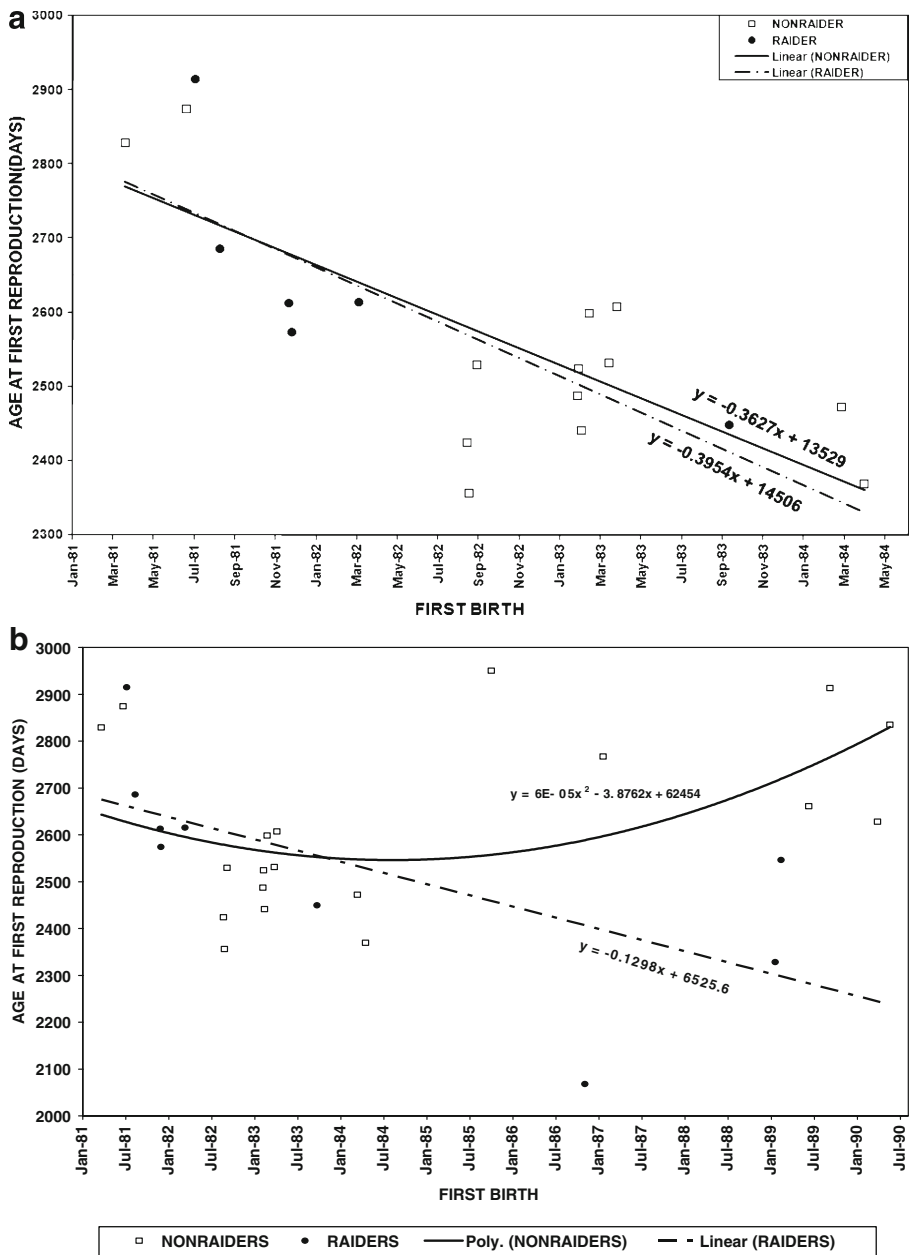 a
NONRAIDER
RAIDER
Linear (NONRAIDER)
Linear (RAIDER)
AGE AT FIRST REPRODUCTION(DAYS)
3000
2900
2800
2700
2600
2500
2400
2300
y = -0.3627x + 13529
y = -0.3954x + 14506
Jan-81 Mar-81 May-81 Jul-81 Sep-81 Nov-81 Jan-82 Mar-82 May-82 Jul-82 Sep-82 Nov-82 Jan-83 Mar-83 May-83 Jul-83 Sep-83 Nov-83 Jan-84 Mar-84 May-84
FIRST BIRTH
b
AGE AT FIRST REPRODUCTION (DAYS)
3000
2900
2800
2700
2600
2500
2400
2300
2200
2100
2000
y = 6E-05x² - 3.8762x + 62454
y = -0.1298x + 6525.6
Jan-81 Jul-81 Jan-82 Jul-82 Jan-83 Jul-83 Jan-84 Jul-84 Jan-85 Jul-85 Jan-86 Jul-86 Jan-87 Jul-87 Jan-88 Jul-88 Jan-89 Jul-89 Jan-90 Jul-90
FIRST BIRTH
NONRAIDERS RAIDERS Poly. (NONRAIDERS) Linear (RAIDERS)